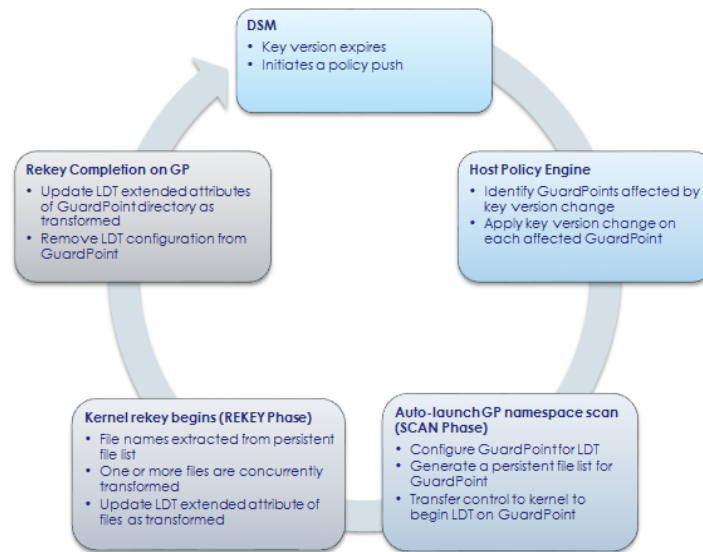 DSM
• Key version expires
• Initiates a policy push
Host Policy Engine
• Identify GuardPoints affected by
key version change
• Apply key version change on
each affected GuardPoint
Auto-launch GP namespace scan
(SCAN Phase)
• Configure GuardPoint for LDT
• Generate a persistent file list for
GuardPoint
• Transfer control to kernel to
begin LDT on GuardPoint
Kernel rekey begins (REKEY Phase)
• File names extracted from persistent
file list
• One or more files are concurrently
transformed
• Update LDT extended attribute of
files as transformed
Rekey Completion on GP
• Update LDT extended attributes
of GuardPoint directory as
transformed
• Remove LDT configuration from
GuardPoint